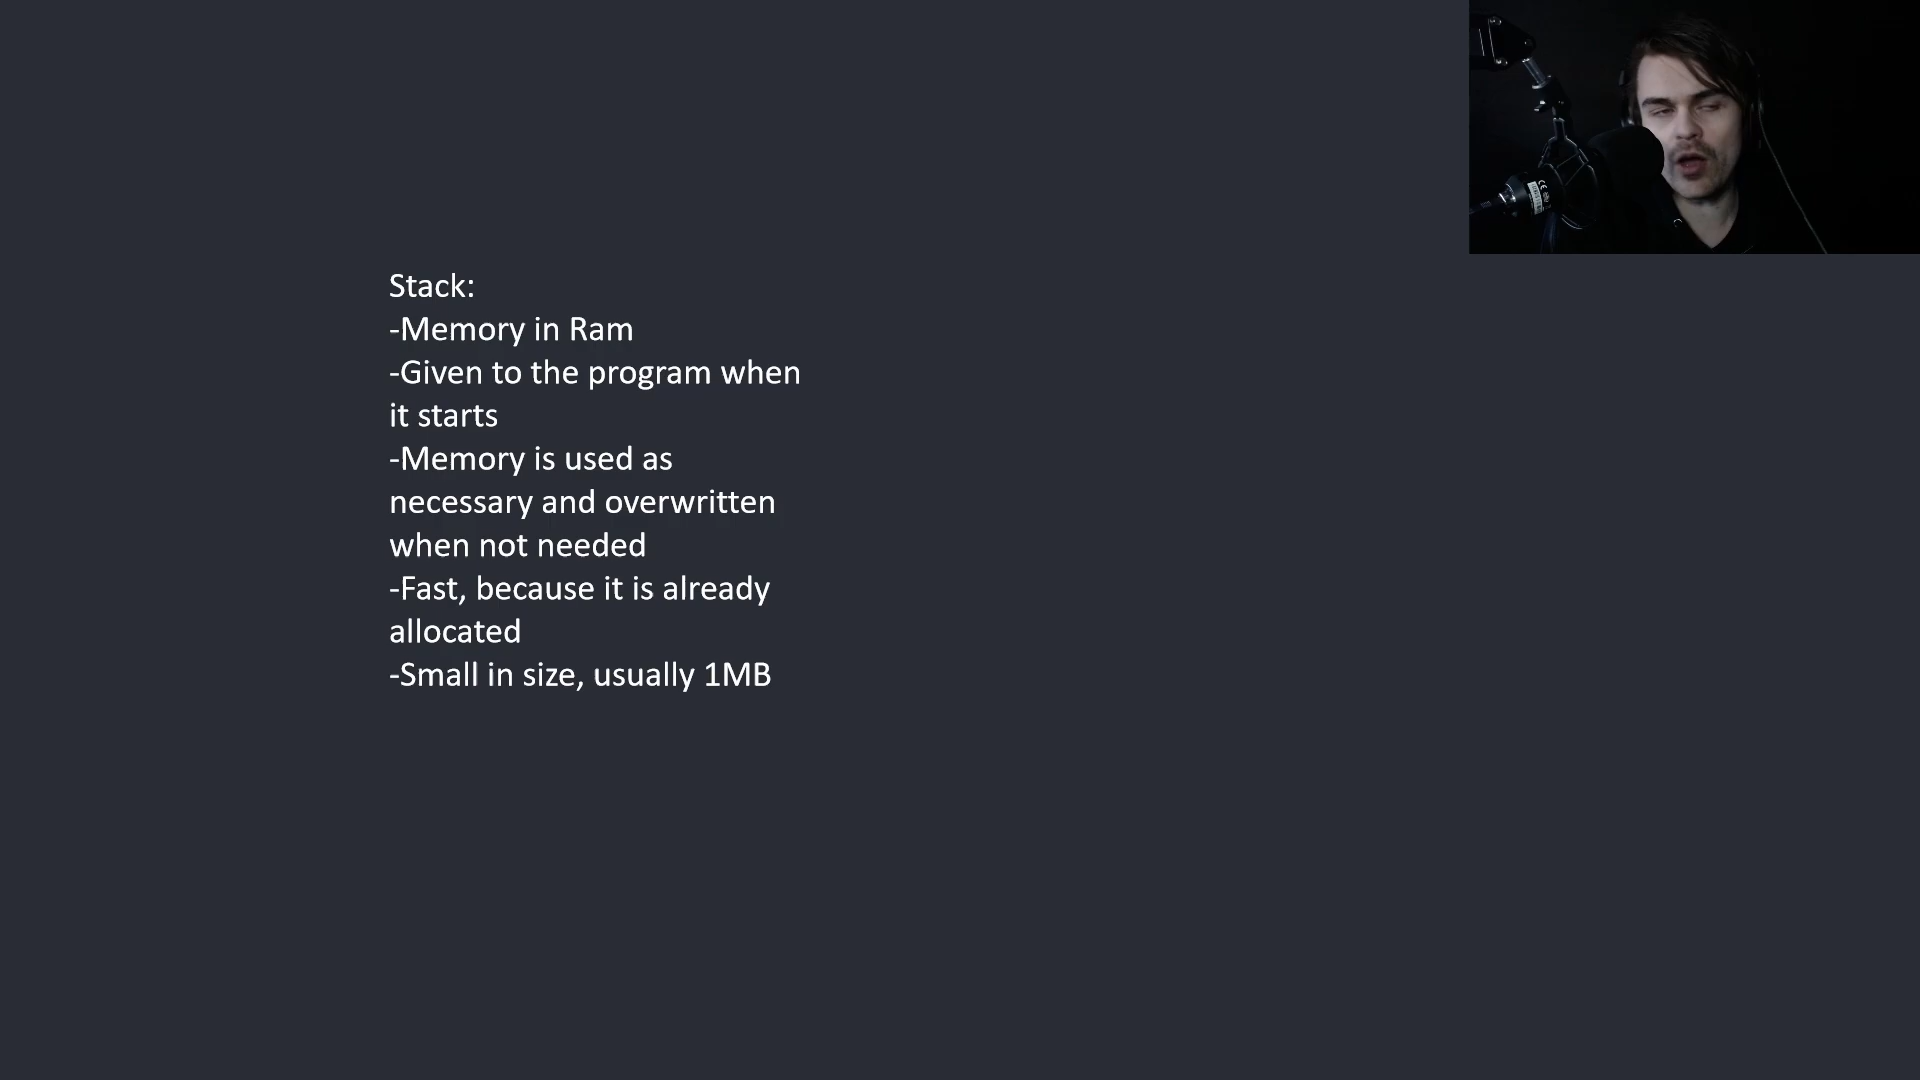 Stack:
-Memory in Ram
-Given to the program when
it starts
-Memory is used as
necessary and overwritten
when not needed
-Fast, because it is already
allocated
-Small in size, usually 1MB